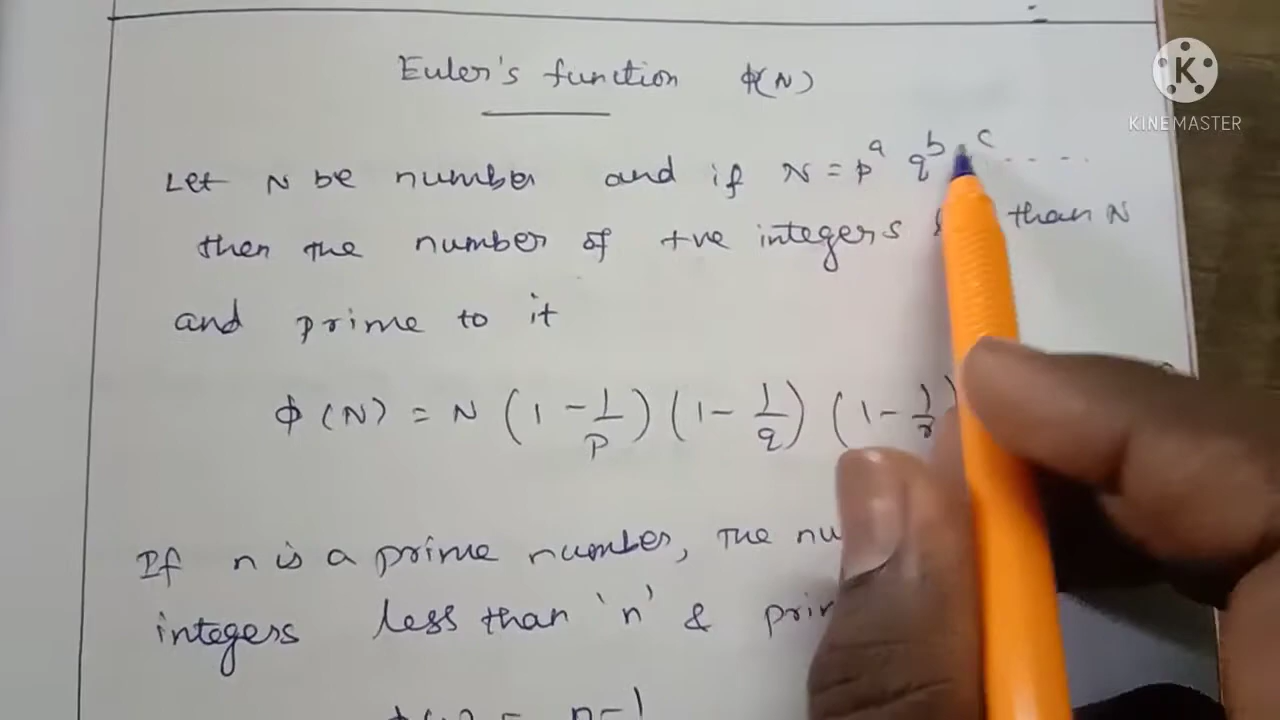 Euler's function ϕ(N)
KINEMASTER
Let N be number and if N = p^a q^b ^c ....
then the number of +ve integers than N
and prime to it
ϕ(N) = N (1 - 1/p) (1 - 1/q) (1 - 1/r)
If n is a prime number, the
integers less than 'n' &
n-1